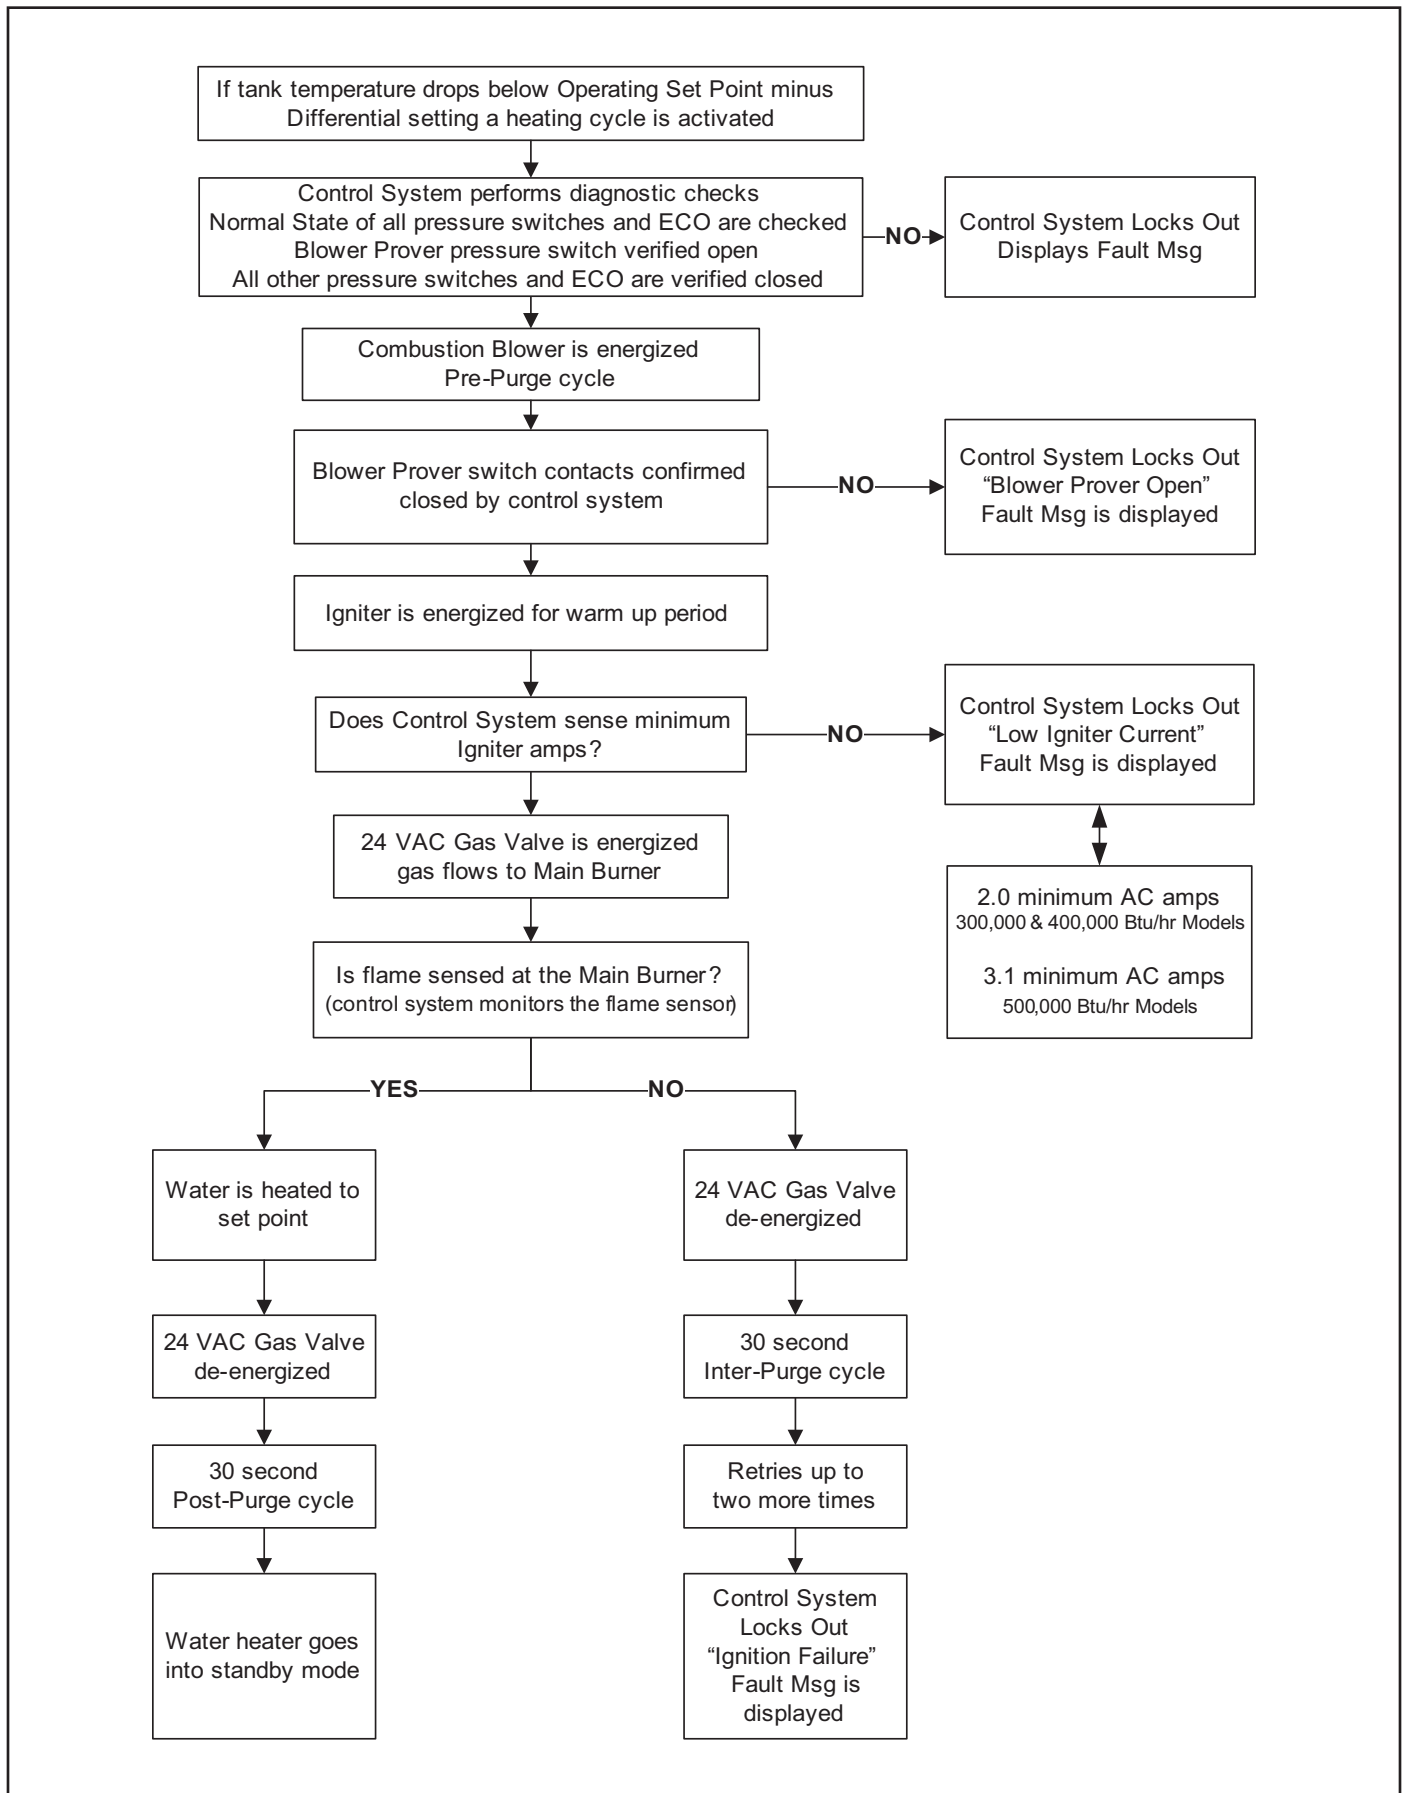 If tank temperature drops below Operating Set Point minus
Differential setting a heating cycle is activated
Control System performs diagnostic checks
Normal State of all pressure switches and ECO are checked
Blower Prover pressure switch verified open
All other pressure switches and ECO are verified closed
NO
Control System Locks Out
Displays Fault Msg
Combustion Blower is energized
Pre-Purge cycle
Blower Prover switch contacts confirmed
closed by control system
NO
Control System Locks Out
“Blower Prover Open”
Fault Msg is displayed
Igniter is energized for warm up period
Does Control System sense minimum
Igniter amps?
NO
Control System Locks Out
“Low Igniter Current”
Fault Msg is displayed
2.0 minimum AC amps
300,000 & 400,000 Btu/hr Models
3.1 minimum AC amps
500,000 Btu/hr Models
24 VAC Gas Valve is energized
gas flows to Main Burner
Is flame sensed at the Main Burner?
(control system monitors the flame sensor)
YES
NO
Water is heated to
set point
24 VAC Gas Valve
de-energized
30 second
Post-Purge cycle
Water heater goes
into standby mode
24 VAC Gas Valve
de-energized
30 second
Inter-Purge cycle
Retries up to
two more times
Control System
Locks Out
“Ignition Failure”
Fault Msg is
displayed